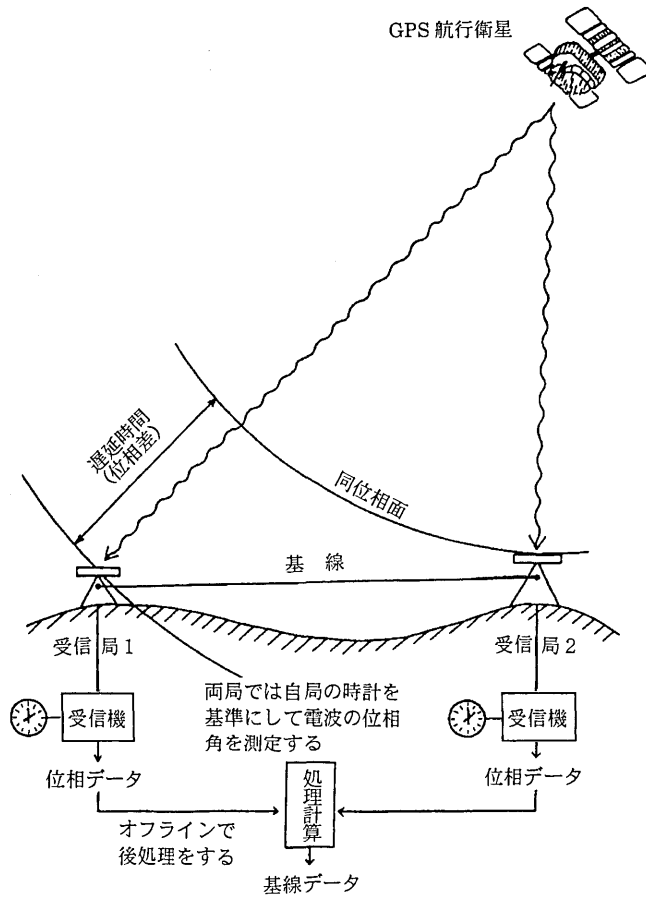 GPS 航行衛星
遅延時間
(位相差)
同位相面
基 線
受信局1
受信局2
両局では自局の時計を
基準にして電波の位相
角を測定する
受信機
受信機
位相データ
位相データ
処理計算
オフラインで
後処理をする
基線データ